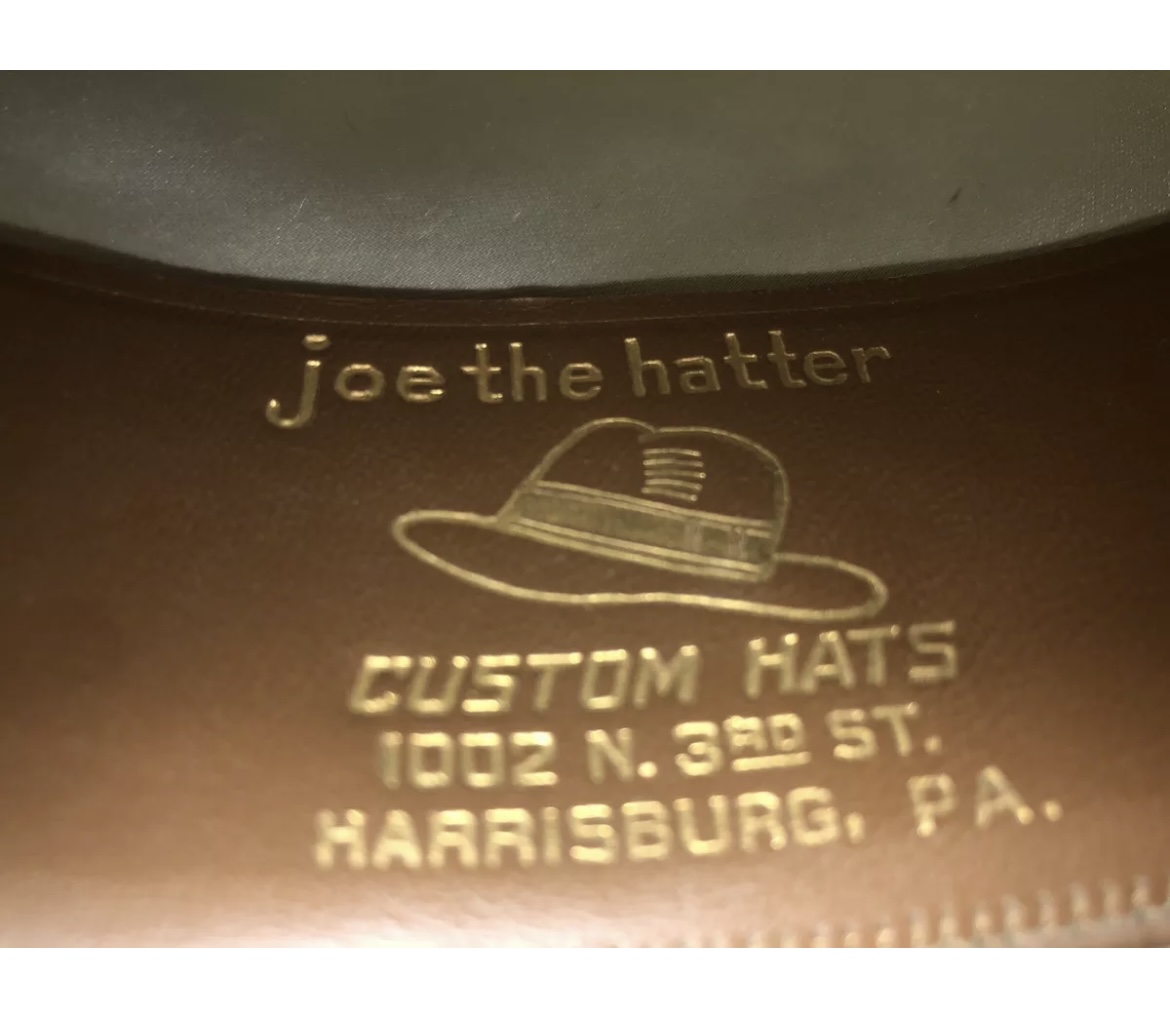 joe the hatter
CUSTOM HATS
1002 N. 3RD ST.
HARRISBURG, PA.